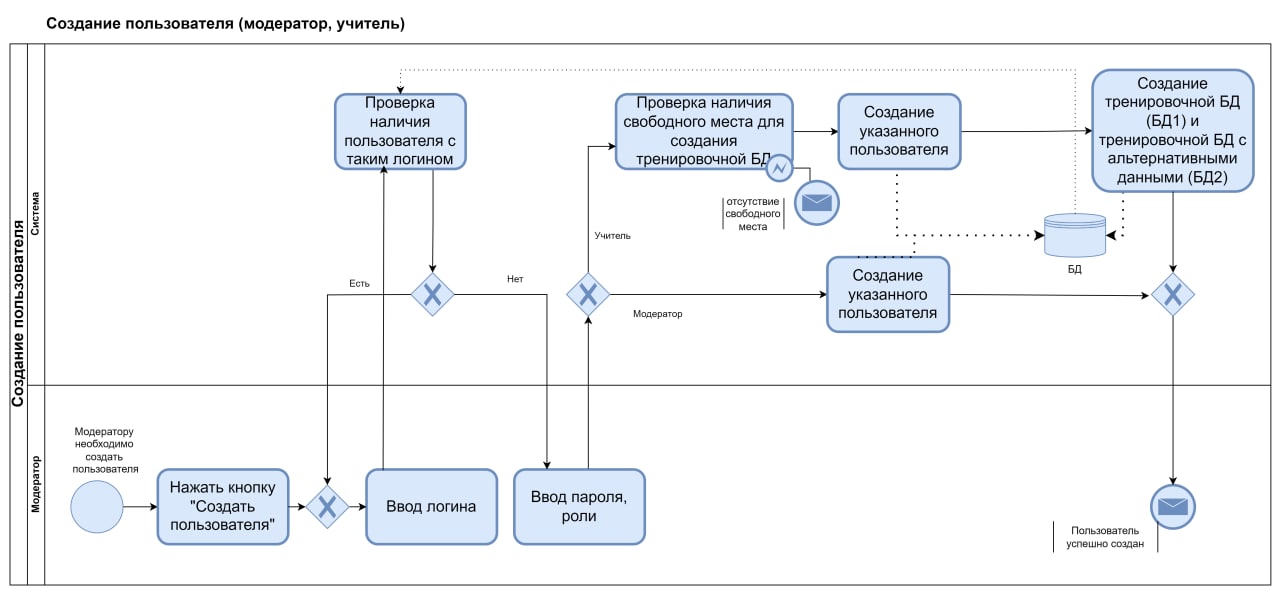 Создание пользователя (модератор, учитель)
Создание пользователя
Система
Проверка
наличия
пользователя с
таким логином
Проверка наличия
свободного места для
создания
тренировочной БД
Создание
указанного
пользователя
Создание
тренировочной БД
(БД1) и
тренировочной БД с
альтернативными
данными (БД2)
отсутствие
свободного
места
Учитель
БД
Есть
Нет
Модератор
Создание
указанного
пользователя
Модератор
Модератору
необходимо
создать
пользователя
Нажать кнопку
"Создать
пользователя"
Ввод логина
Ввод пароля,
роли
Пользователь
успешно создан